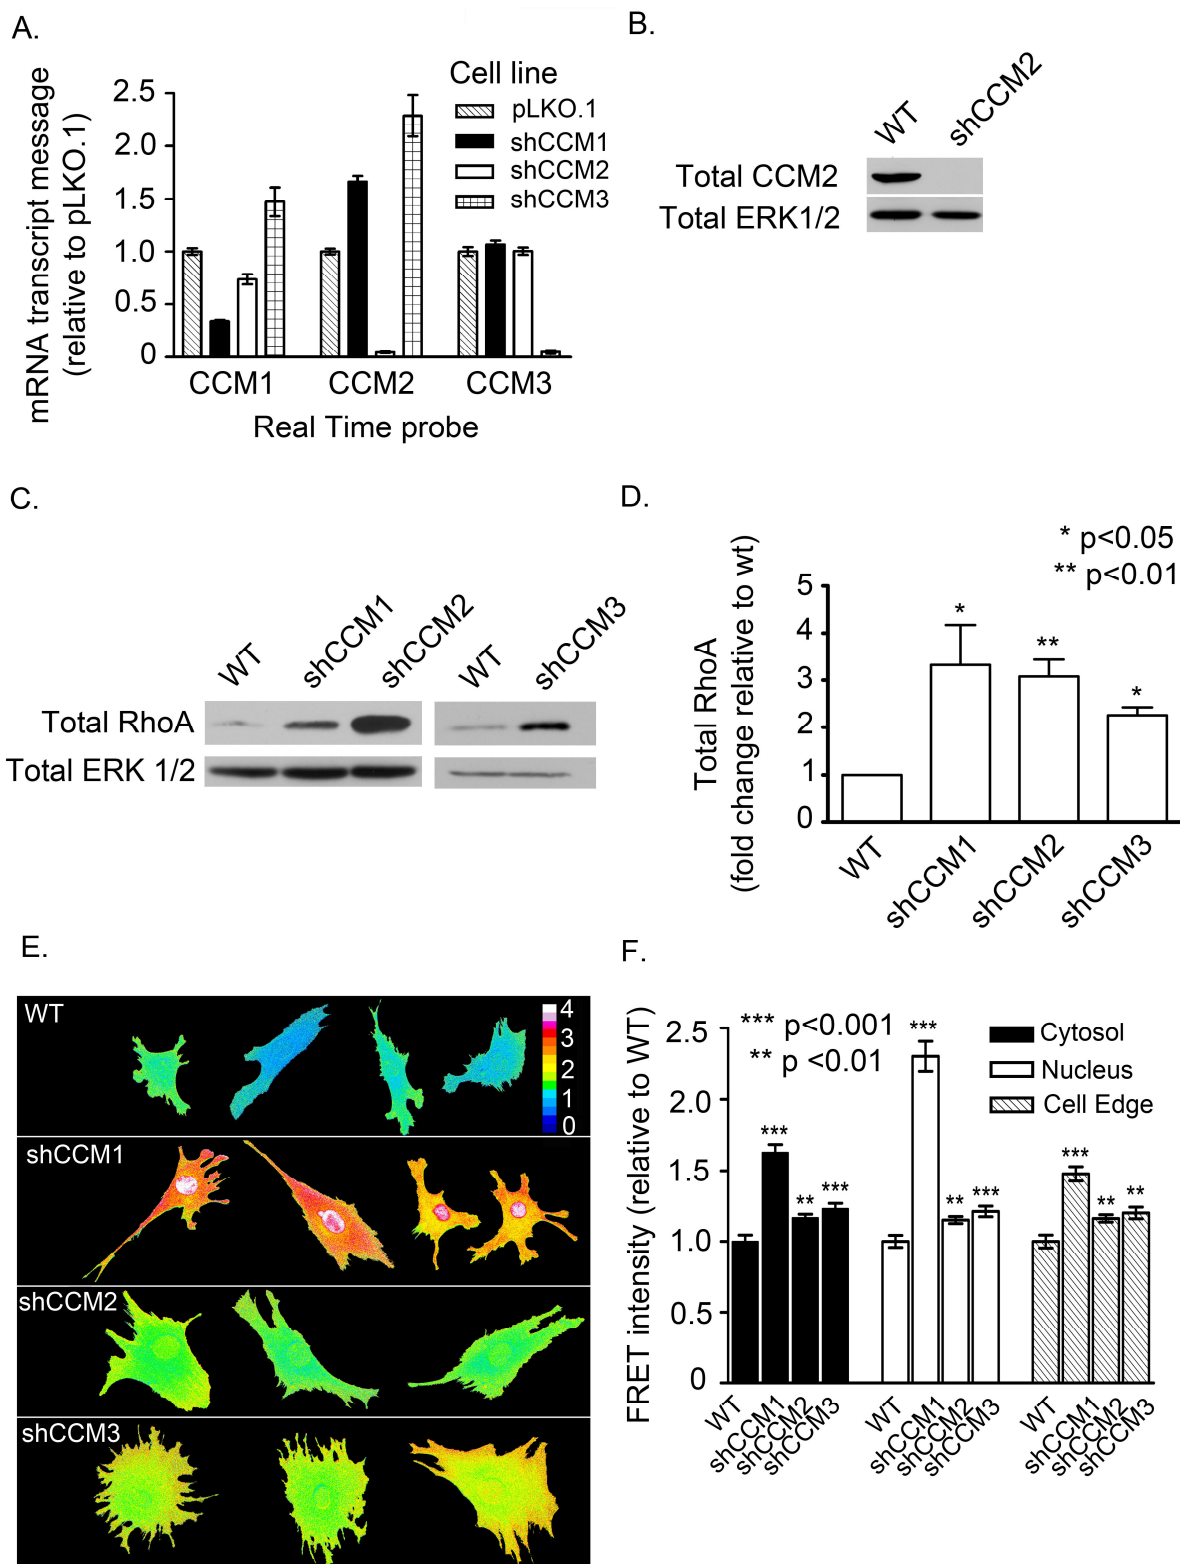 A.
mRNA transcript message
(relative to pLKO.1)
2.5
2.0
1.5
1.0
0.5
0
Cell line
pLKO.1
shCCM1
shCCM2
shCCM3
CCM1 CCM2 CCM3
Real Time probe
B.
WT shCCM2
Total CCM2
Total ERK1/2
C.
WT shCCM1 shCCM2 WT shCCM3
Total RhoA
Total ERK 1/2
D.
* p<0.05
** p<0.01
Total RhoA
(fold change relative to wt)
5
4
3
2
1
0
* ** *
WT shCCM1 shCCM2 shCCM3
E.
WT
4
3
2
1
0
shCCM1
shCCM2
shCCM3
F.
FRET intensity (relative to WT)
2.5
2.0
1.5
1.0
0.5
0
*** p<0.001
** p <0.01
Cytosol
Nucleus
Cell Edge
*** ** *** *** ** *** *** ** **
WT shCCM1 shCCM2 shCCM3 WT shCCM1 shCCM2 shCCM3 WT shCCM1 shCCM2 shCCM3